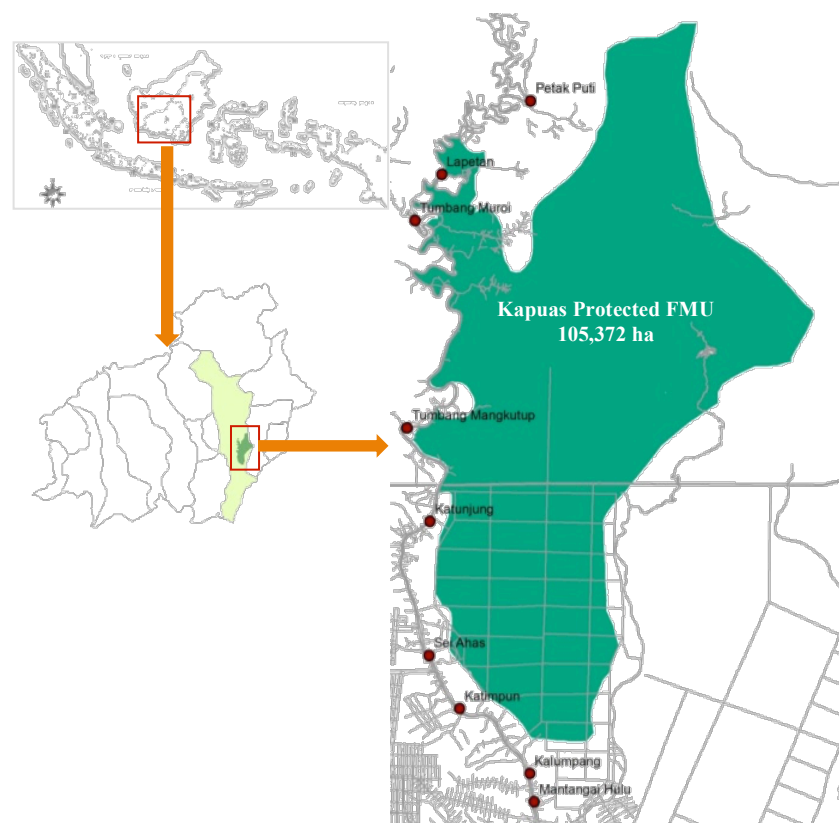 Petak Puti
Lapetan
Tumbang Muroi
Kapuas Protected FMU
105,372 ha
Tumbang Mangkutup
Katunjung
Sei Ahas
Katimpun
Kalumpang
Mantangai Hulu